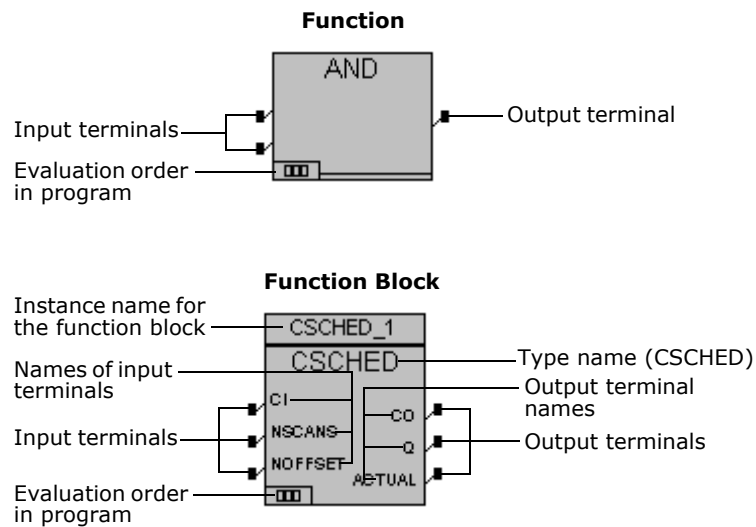 Function
AND
Input terminals
Output terminal
Evaluation order
in program
Function Block
Instance name for
the function block
CSCHED_1
CSCHED
Type name (CSCHED)
Names of input
terminals
Output terminal
names
CI
CO
Input terminals
NSCANS
Q
Output terminals
NOFFSET
ACTUAL
Evaluation order
in program